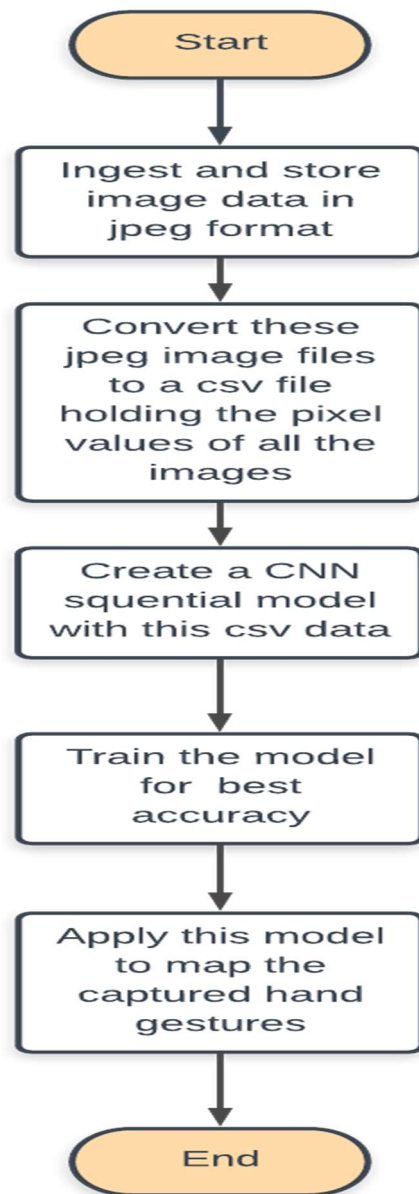 Start
Ingest and store
image data in
jpeg format
Convert these
jpeg image files
to a csv file
holding the pixel
values of all the
images
Create a CNN
squential model
with this csv data
Train the model
for  best
accuracy
Apply this model
to map the
captured hand
gestures
End